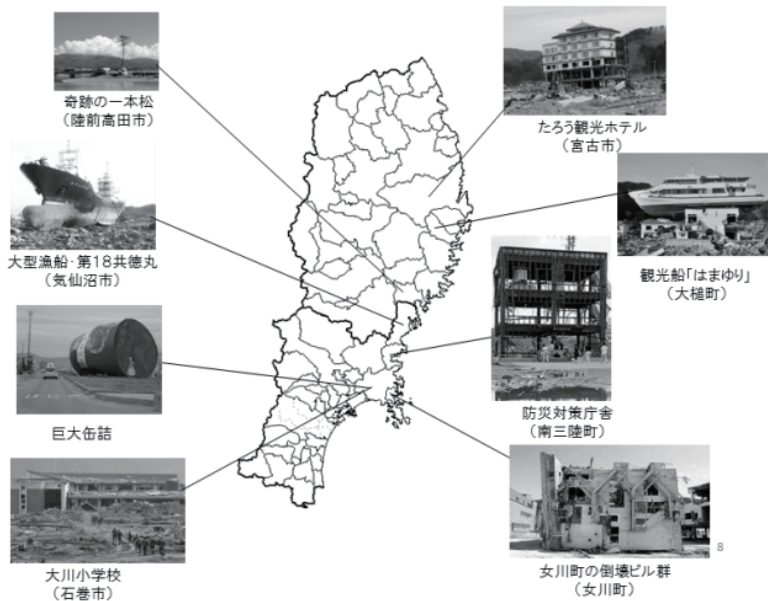 奇跡の一本松
（陸前高田市）
大型漁船・第18共徳丸
（気仙沼市）
巨大缶詰
大川小学校
（石巻市）
たろう観光ホテル
（宮古市）
観光船「はまゆり」
（大槌町）
防災対策庁舎
（南三陸町）
女川町の倒壊ビル群
（女川町）
8